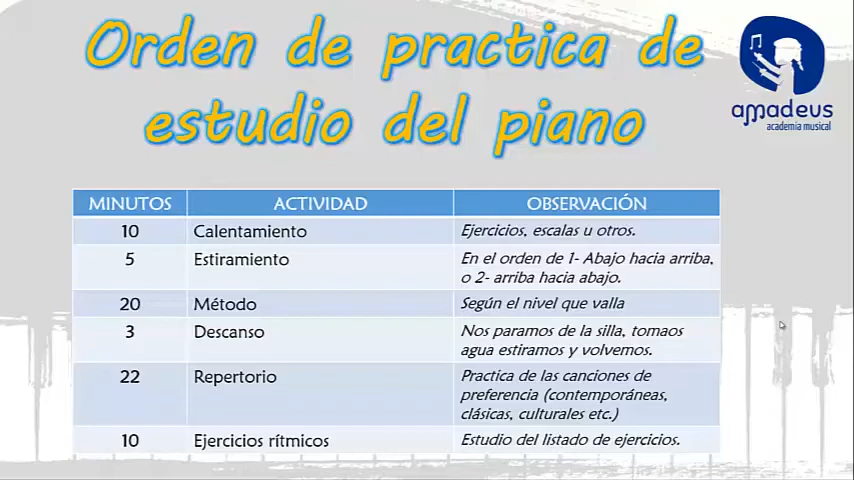 Orden de practica de
estudio del piano
amadeus
academia musical
MINUTOS ACTIVIDAD OBSERVACIÓN
10 Calentamiento Ejercicios, escalas u otros.
5 Estiramiento En el orden de 1- Abajo hacia arriba,
o 2- arriba hacia abajo.
20 Método Según el nivel que valla
3 Descanso Nos paramos de la silla, tomaos
agua estiramos y volvemos.
22 Repertorio Practica de las canciones de
preferencia (contemporáneas,
clásicas, culturales etc.)
10 Ejercicios rítmicos Estudio del listado de ejercicios.